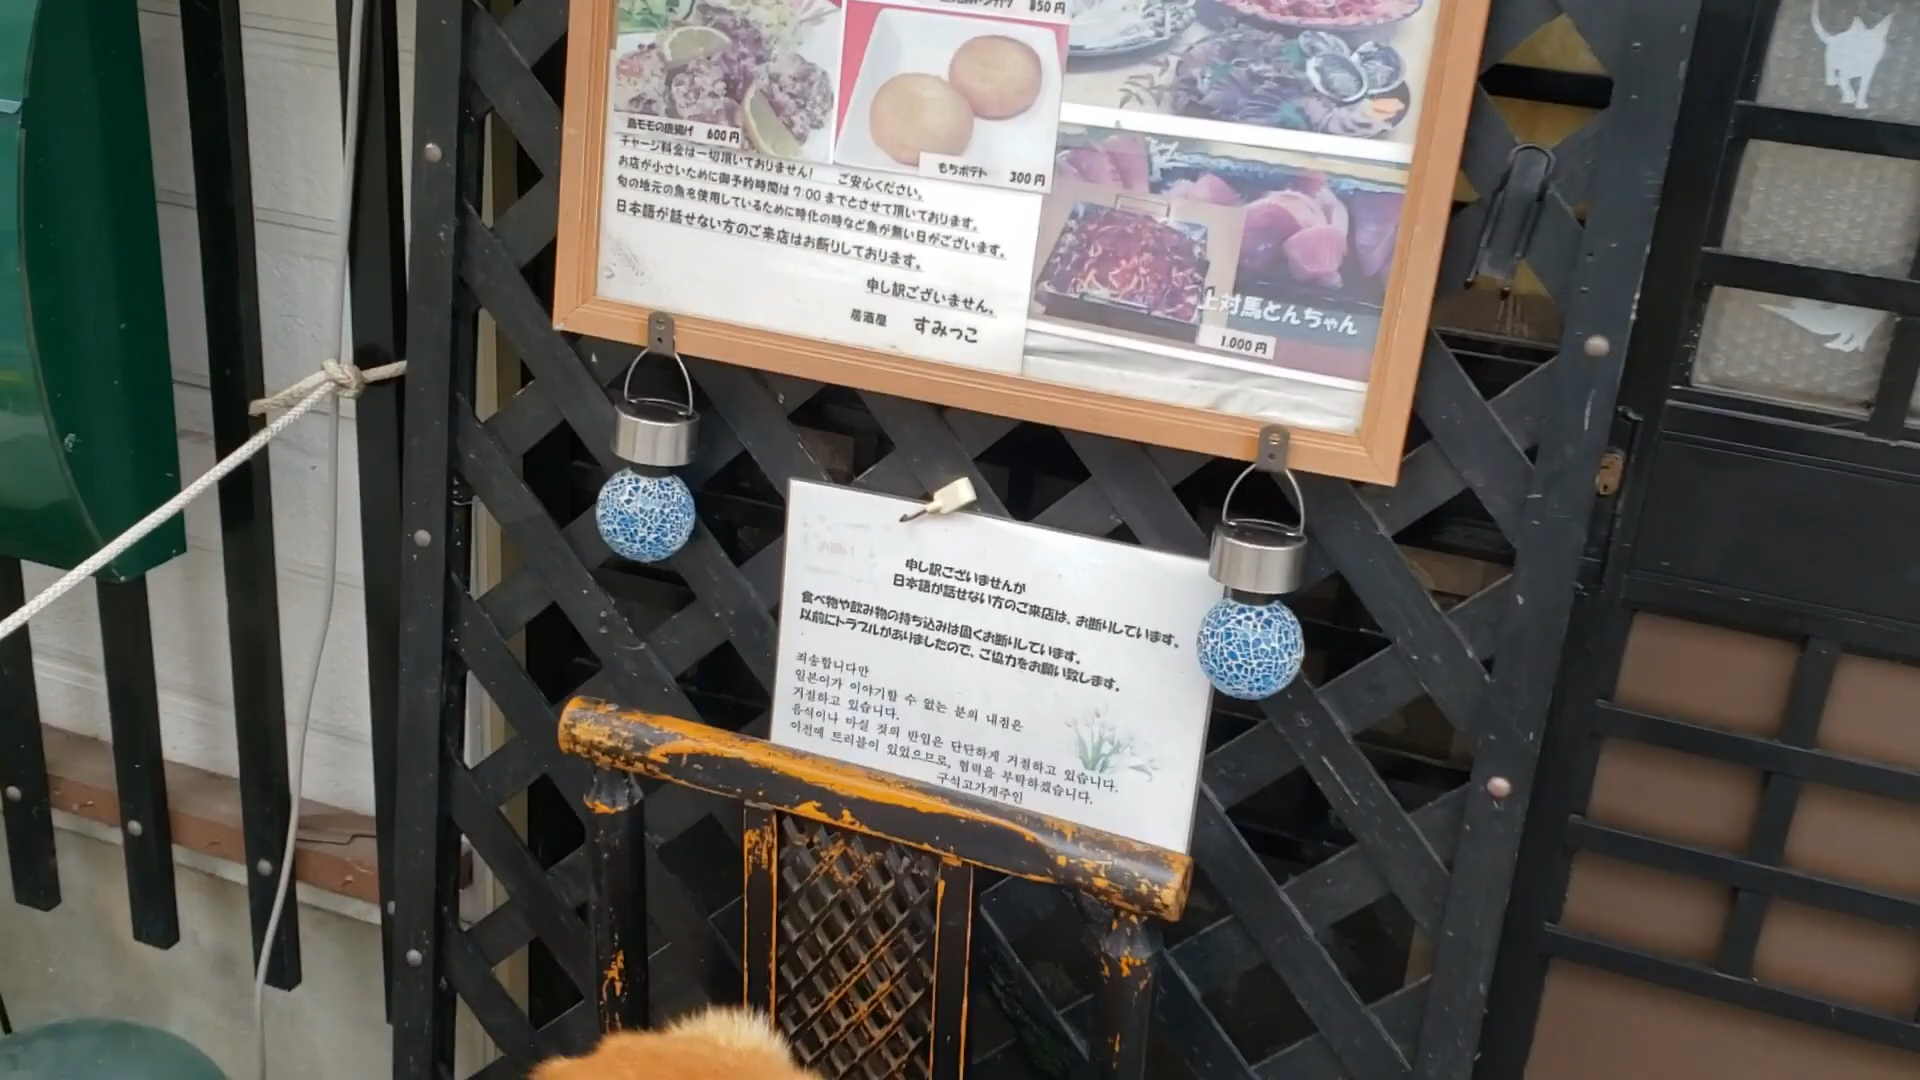 850円
島モモの唐揚げ 600円
もちポテト 300円
チャージ料金は一切頂いておりません! ご安心ください。
お店が小さいために御予約時間は7:00までとさせて頂いております。
旬の地元の魚を使用しているために時化の時など魚が無い日がございます。
日本語が話せない方のご来店はお断りしております。
申し訳ございません。
居酒屋 すみっこ
上対馬とんちゃん
1.000円
申し訳ございませんが
日本語が話せない方のご来店は、お断りしています。
食べ物や飲み物の持ち込みは固くお断りしています。
以前にトラブルがありましたので、ご協力をお願い致します。
죄송합니다만
일본어가 이야기할 수 없는 분의 내점은
거절하고 있습니다.
음식이나 마실 것의 반입은 단단하게 거절하고 있습니다.
이전에 트리블이 있었으므로, 협력을 부탁하겠습니다.
구석고가게주인